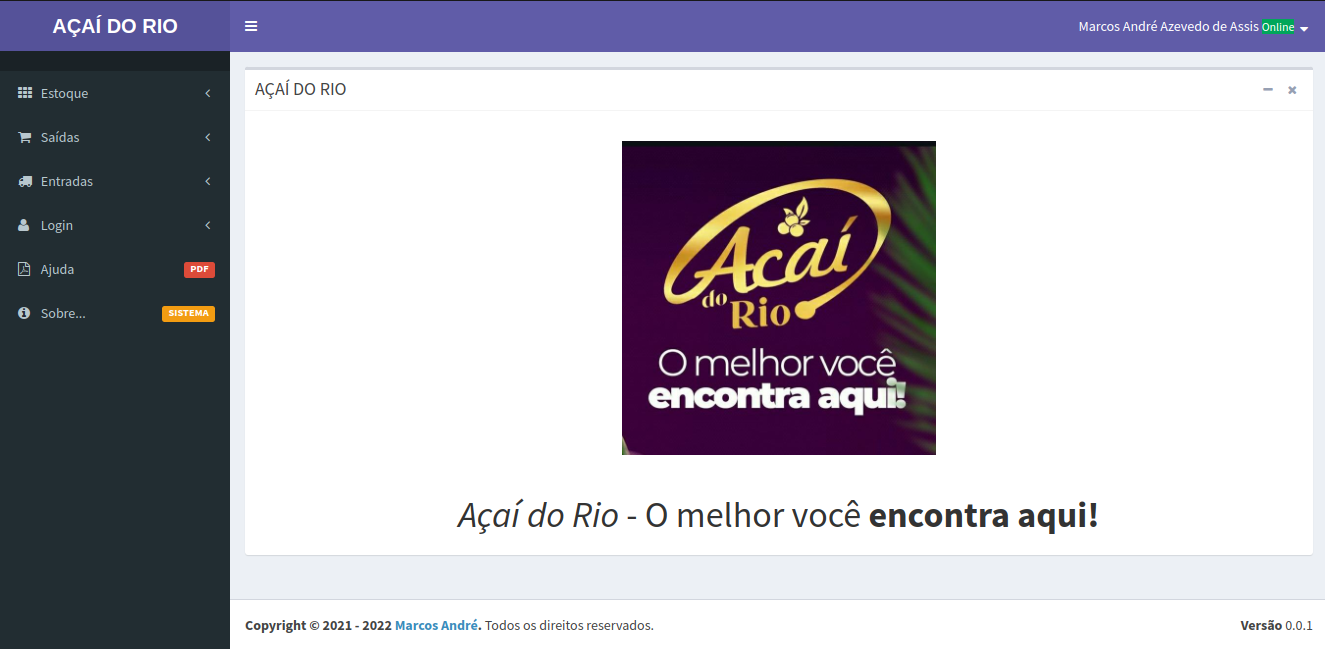 AÇAÍ DO RIO
Marcos André Azevedo de Assis Online
Estoque
Saídas
Entradas
Login
Ajuda PDF
Sobre... SISTEMA
AÇAÍ DO RIO
Açaí
do Rio
O melhor você
encontra aqui!
Açaí do Rio - O melhor você encontra aqui!
Copyright © 2021 - 2022 Marcos André. Todos os direitos reservados.
Versão 0.0.1